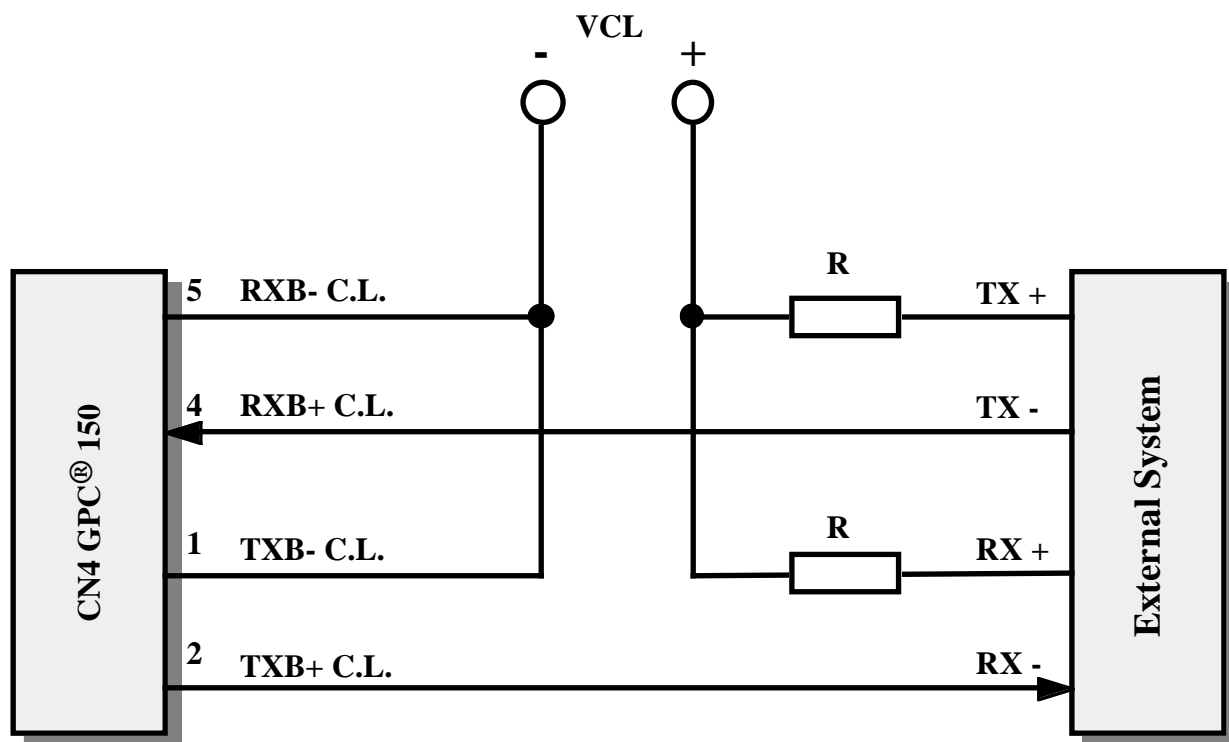 VCL
- +
R
5 RXB- C.L. TX +
4 RXB+ C.L. TX -
CN4 GPC® 150
External System
R
1 TXB- C.L. RX +
2 TXB+ C.L. RX -